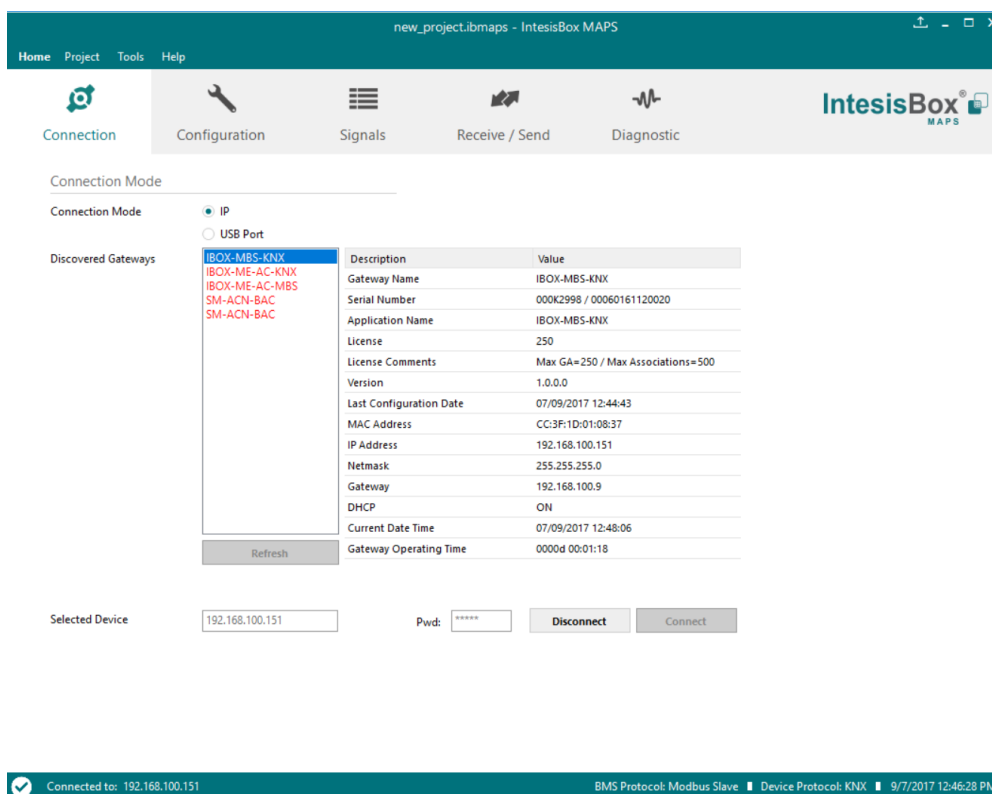 new_project.ibmaps - IntesisBox MAPS
Home Project Tools Help
Connection Configuration Signals Receive / Send Diagnostic
IntesisBox® MAPS
Connection Mode
Connection Mode IP
USB Port
Discovered Gateways
IBOX-MBS-KNX
IBOX-ME-AC-KNX
IBOX-ME-AC-MBS
SM-ACN-BAC
SM-ACN-BAC
Refresh
Description Value
Gateway Name IBOX-MBS-KNX
Serial Number 000K2998 / 00060161120020
Application Name IBOX-MBS-KNX
License 250
License Comments Max GA=250 / Max Associations=500
Version 1.0.0.0
Last Configuration Date 07/09/2017 12:44:43
MAC Address CC:3F:1D:01:08:37
IP Address 192.168.100.151
Netmask 255.255.255.0
Gateway 192.168.100.9
DHCP ON
Current Date Time 07/09/2017 12:48:06
Gateway Operating Time 0000d 00:01:18
Selected Device 192.168.100.151 Pwd: ***** Disconnect Connect
Connected to: 192.168.100.151 BMS Protocol: Modbus Slave Device Protocol: KNX 9/7/2017 12:46:28 PM